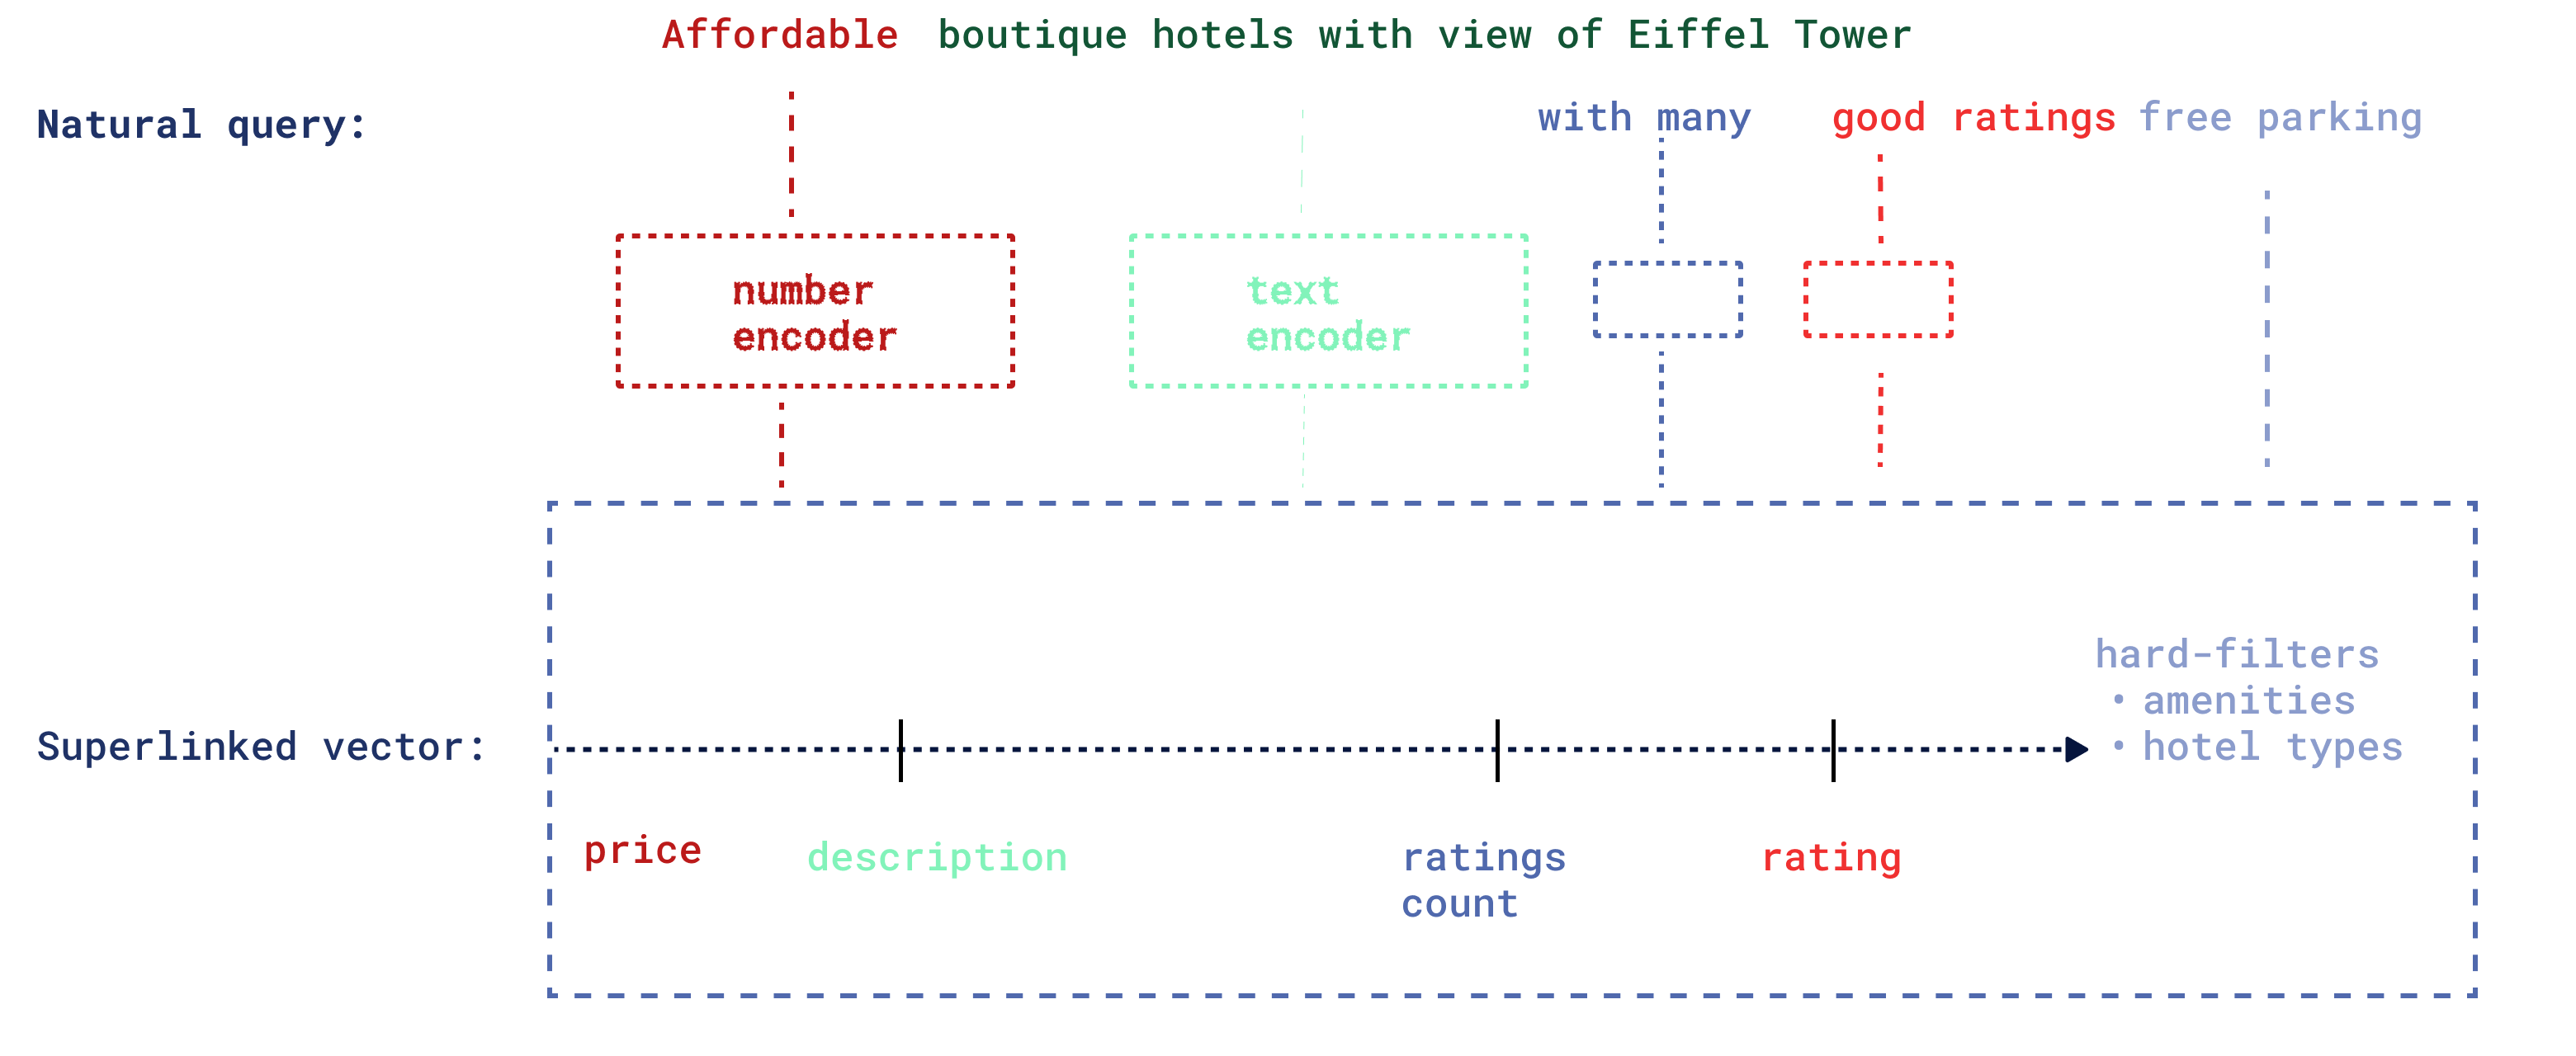 Affordable boutique hotels with view of Eiffel Tower
Natural query:
with many good ratings free parking
number
encoder
text
encoder
Superlinked vector:
hard-filters
• amenities
• hotel types
price
description
ratings
count
rating